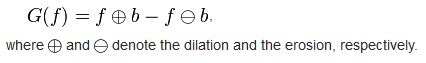 G(f) = f ⊕ b − f ⊖ b,
where ⊕ and ⊖ denote the dilation and the erosion, respectively.